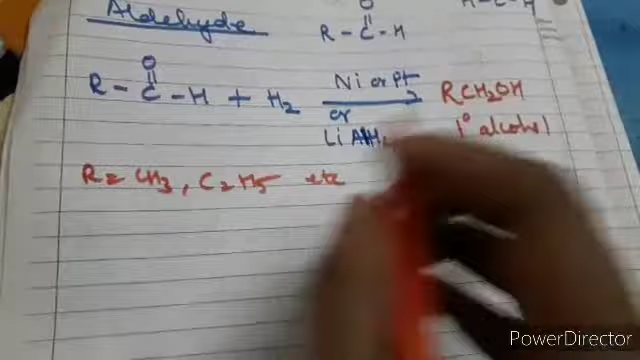 O
Aldehyde R-C-H H-C-H
O
R-C-H + H2 Ni or Pt RCH2OH
or
LiAlH4 1° alcohol
R = CH3, C2H5 etc
PowerDirector